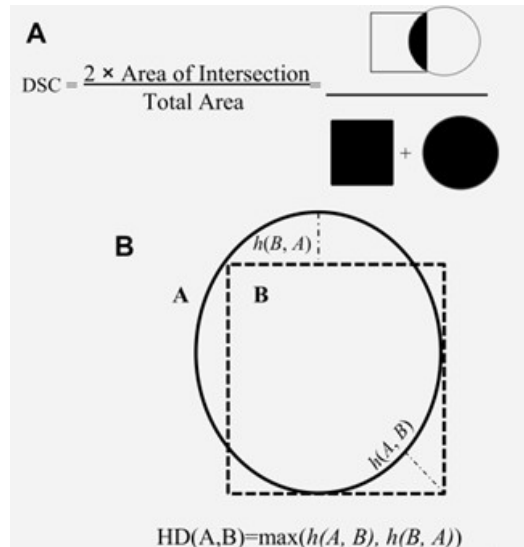 A
DSC = 2 × Area of Intersection =
Total Area
+
B
h(B, A)
A
B
h(A, B)
HD(A,B)=max(h(A, B), h(B, A))